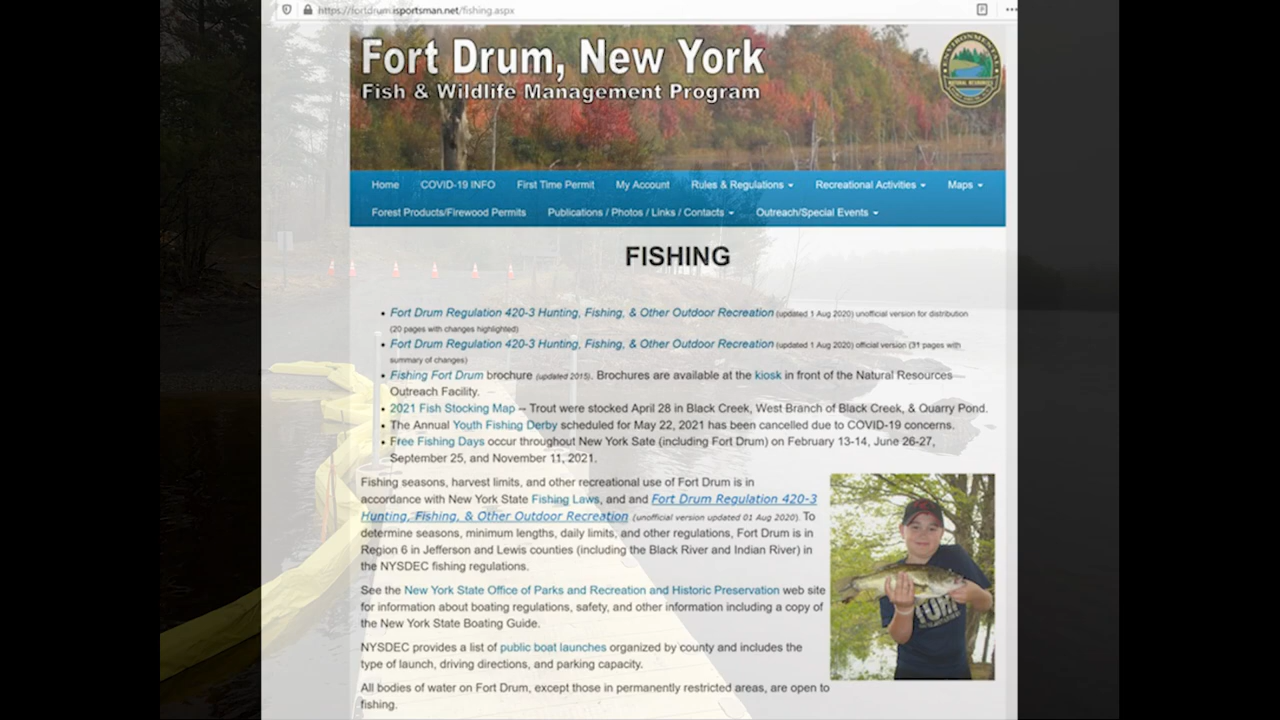 https://fortdrum.isportsman.net/fishing.aspx
Fort Drum, New York
Fish & Wildlife Management Program
ENVIRONMENTAL
NATURAL RESOURCES
Home COVID-19 INFO First Time Permit My Account Rules & Regulations Recreational Activities Maps
Forest Products/Firewood Permits Publications / Photos / Links / Contacts Outreach/Special Events
FISHING
• Fort Drum Regulation 420-3 Hunting, Fishing, & Other Outdoor Recreation (updated 1 Aug 2020) unofficial version for distribution
(20 pages with changes highlighted)
• Fort Drum Regulation 420-3 Hunting, Fishing, & Other Outdoor Recreation (updated 1 Aug 2020) official version (31 pages with
summary of changes)
• Fishing Fort Drum brochure (updated 2015). Brochures are available at the kiosk in front of the Natural Resources
Outreach Facility.
• 2021 Fish Stocking Map -- Trout were stocked April 28 in Black Creek, West Branch of Black Creek, & Quarry Pond.
• The Annual Youth Fishing Derby scheduled for May 22, 2021 has been cancelled due to COVID-19 concerns.
• Free Fishing Days occur throughout New York Sate (including Fort Drum) on February 13-14, June 26-27,
September 25, and November 11, 2021.
Fishing seasons, harvest limits, and other recreational use of Fort Drum is in
accordance with New York State Fishing Laws, and and Fort Drum Regulation 420-3
Hunting, Fishing, & Other Outdoor Recreation (unofficial version updated 01 Aug 2020). To
determine seasons, minimum lengths, daily limits, and other regulations, Fort Drum is in
Region 6 in Jefferson and Lewis counties (including the Black River and Indian River) in
the NYSDEC fishing regulations.
See the New York State Office of Parks and Recreation and Historic Preservation web site
for information about boating regulations, safety, and other information including a copy of
the New York State Boating Guide.
NYSDEC provides a list of public boat launches organized by county and includes the
type of launch, driving directions, and parking capacity.
All bodies of water on Fort Drum, except those in permanently restricted areas, are open to
fishing.